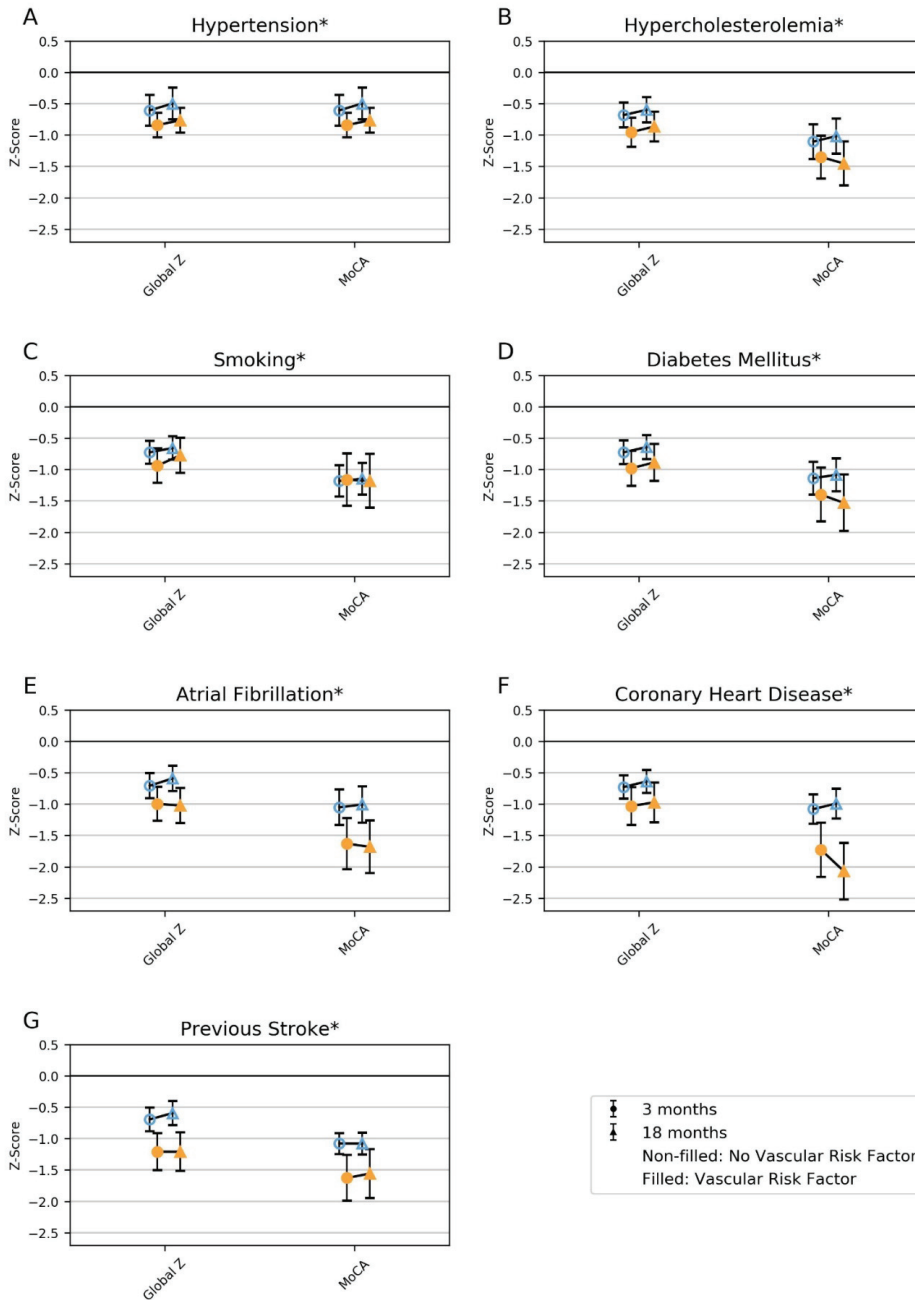 A
Hypertension*
0.5
0.0
−0.5
−1.0
−1.5
−2.0
−2.5
Z-Score
Global Z
MoCA
B
Hypercholesterolemia*
0.5
0.0
−0.5
−1.0
−1.5
−2.0
−2.5
Z-Score
Global Z
MoCA
C
Smoking*
0.5
0.0
−0.5
−1.0
−1.5
−2.0
−2.5
Z-Score
Global Z
MoCA
D
Diabetes Mellitus*
0.5
0.0
−0.5
−1.0
−1.5
−2.0
−2.5
Z-Score
Global Z
MoCA
E
Atrial Fibrillation*
0.5
0.0
−0.5
−1.0
−1.5
−2.0
−2.5
Z-Score
Global Z
MoCA
F
Coronary Heart Disease*
0.5
0.0
−0.5
−1.0
−1.5
−2.0
−2.5
Z-Score
Global Z
MoCA
G
Previous Stroke*
0.5
0.0
−0.5
−1.0
−1.5
−2.0
−2.5
Z-Score
Global Z
MoCA
3 months
18 months
Non-filled: No Vascular Risk Factor
Filled: Vascular Risk Factor